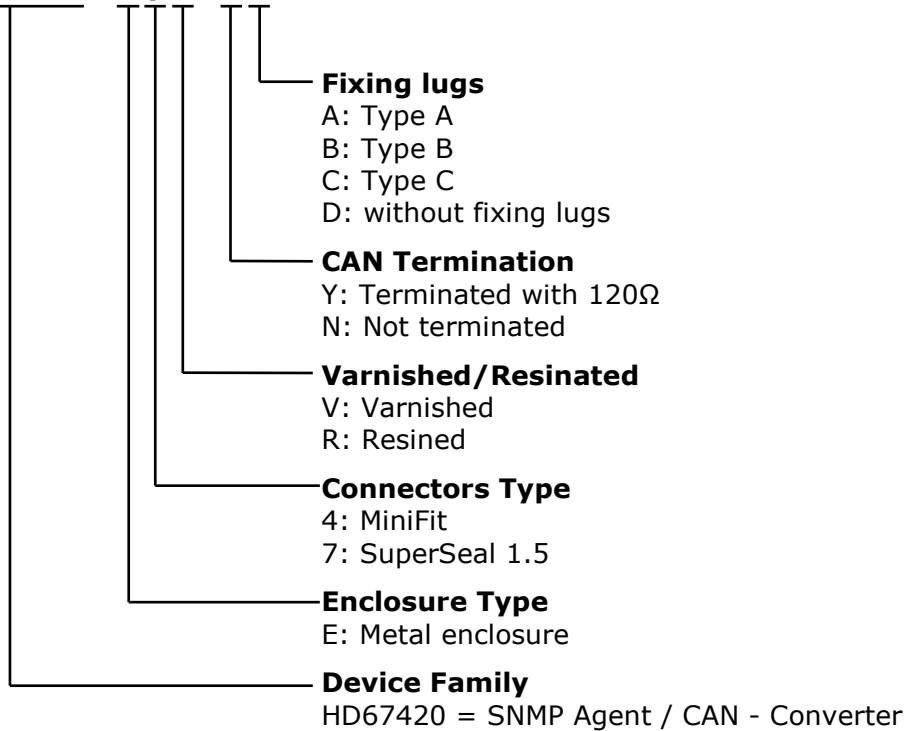 Fixing lugs
A: Type A
B: Type B
C: Type C
D: without fixing lugs
CAN Termination
Y: Terminated with 120Ω
N: Not terminated
Varnished/Resinated
V: Varnished
R: Resined
Connectors Type
4: MiniFit
7: SuperSeal 1.5
Enclosure Type
E: Metal enclosure
Device Family
HD67420 = SNMP Agent / CAN - Converter